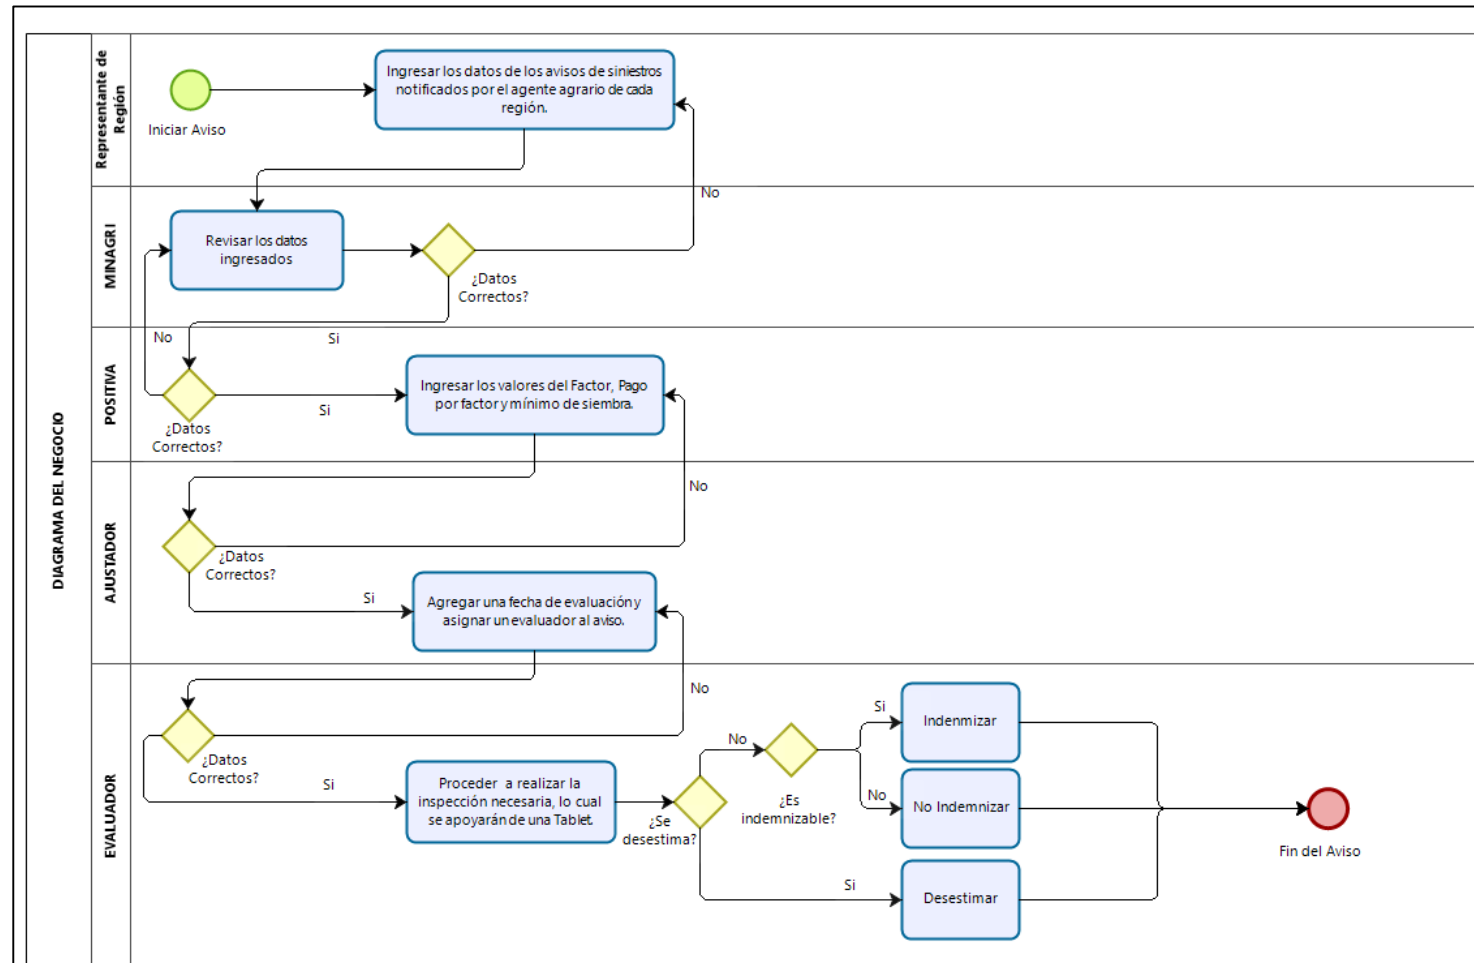 DIAGRAMA DEL NEGOCIO
Representante de
Región
Iniciar Aviso
Ingresar los datos de los avisos de siniestros
notificados por el agente agrario de cada
región.
No
MINAGRI
Revisar los datos
ingresados
¿Datos
Correctos?
No
Si
POSITIVA
¿Datos
Correctos?
Si
Ingresar los valores del Factor, Pago
por factor y mínimo de siembra.
No
AJUSTADOR
¿Datos
Correctos?
Si
Agregar una fecha de evaluación y
asignar un evaluador al aviso.
No
EVALUADOR
¿Datos
Correctos?
Si
Proceder a realizar la
inspección necesaria, lo cual
se apoyarán de una Tablet.
¿Se
desestima?
No
¿Es
indemnizable?
Si
Indenmizar
No
No Indemnizar
Si
Desestimar
Fin del Aviso